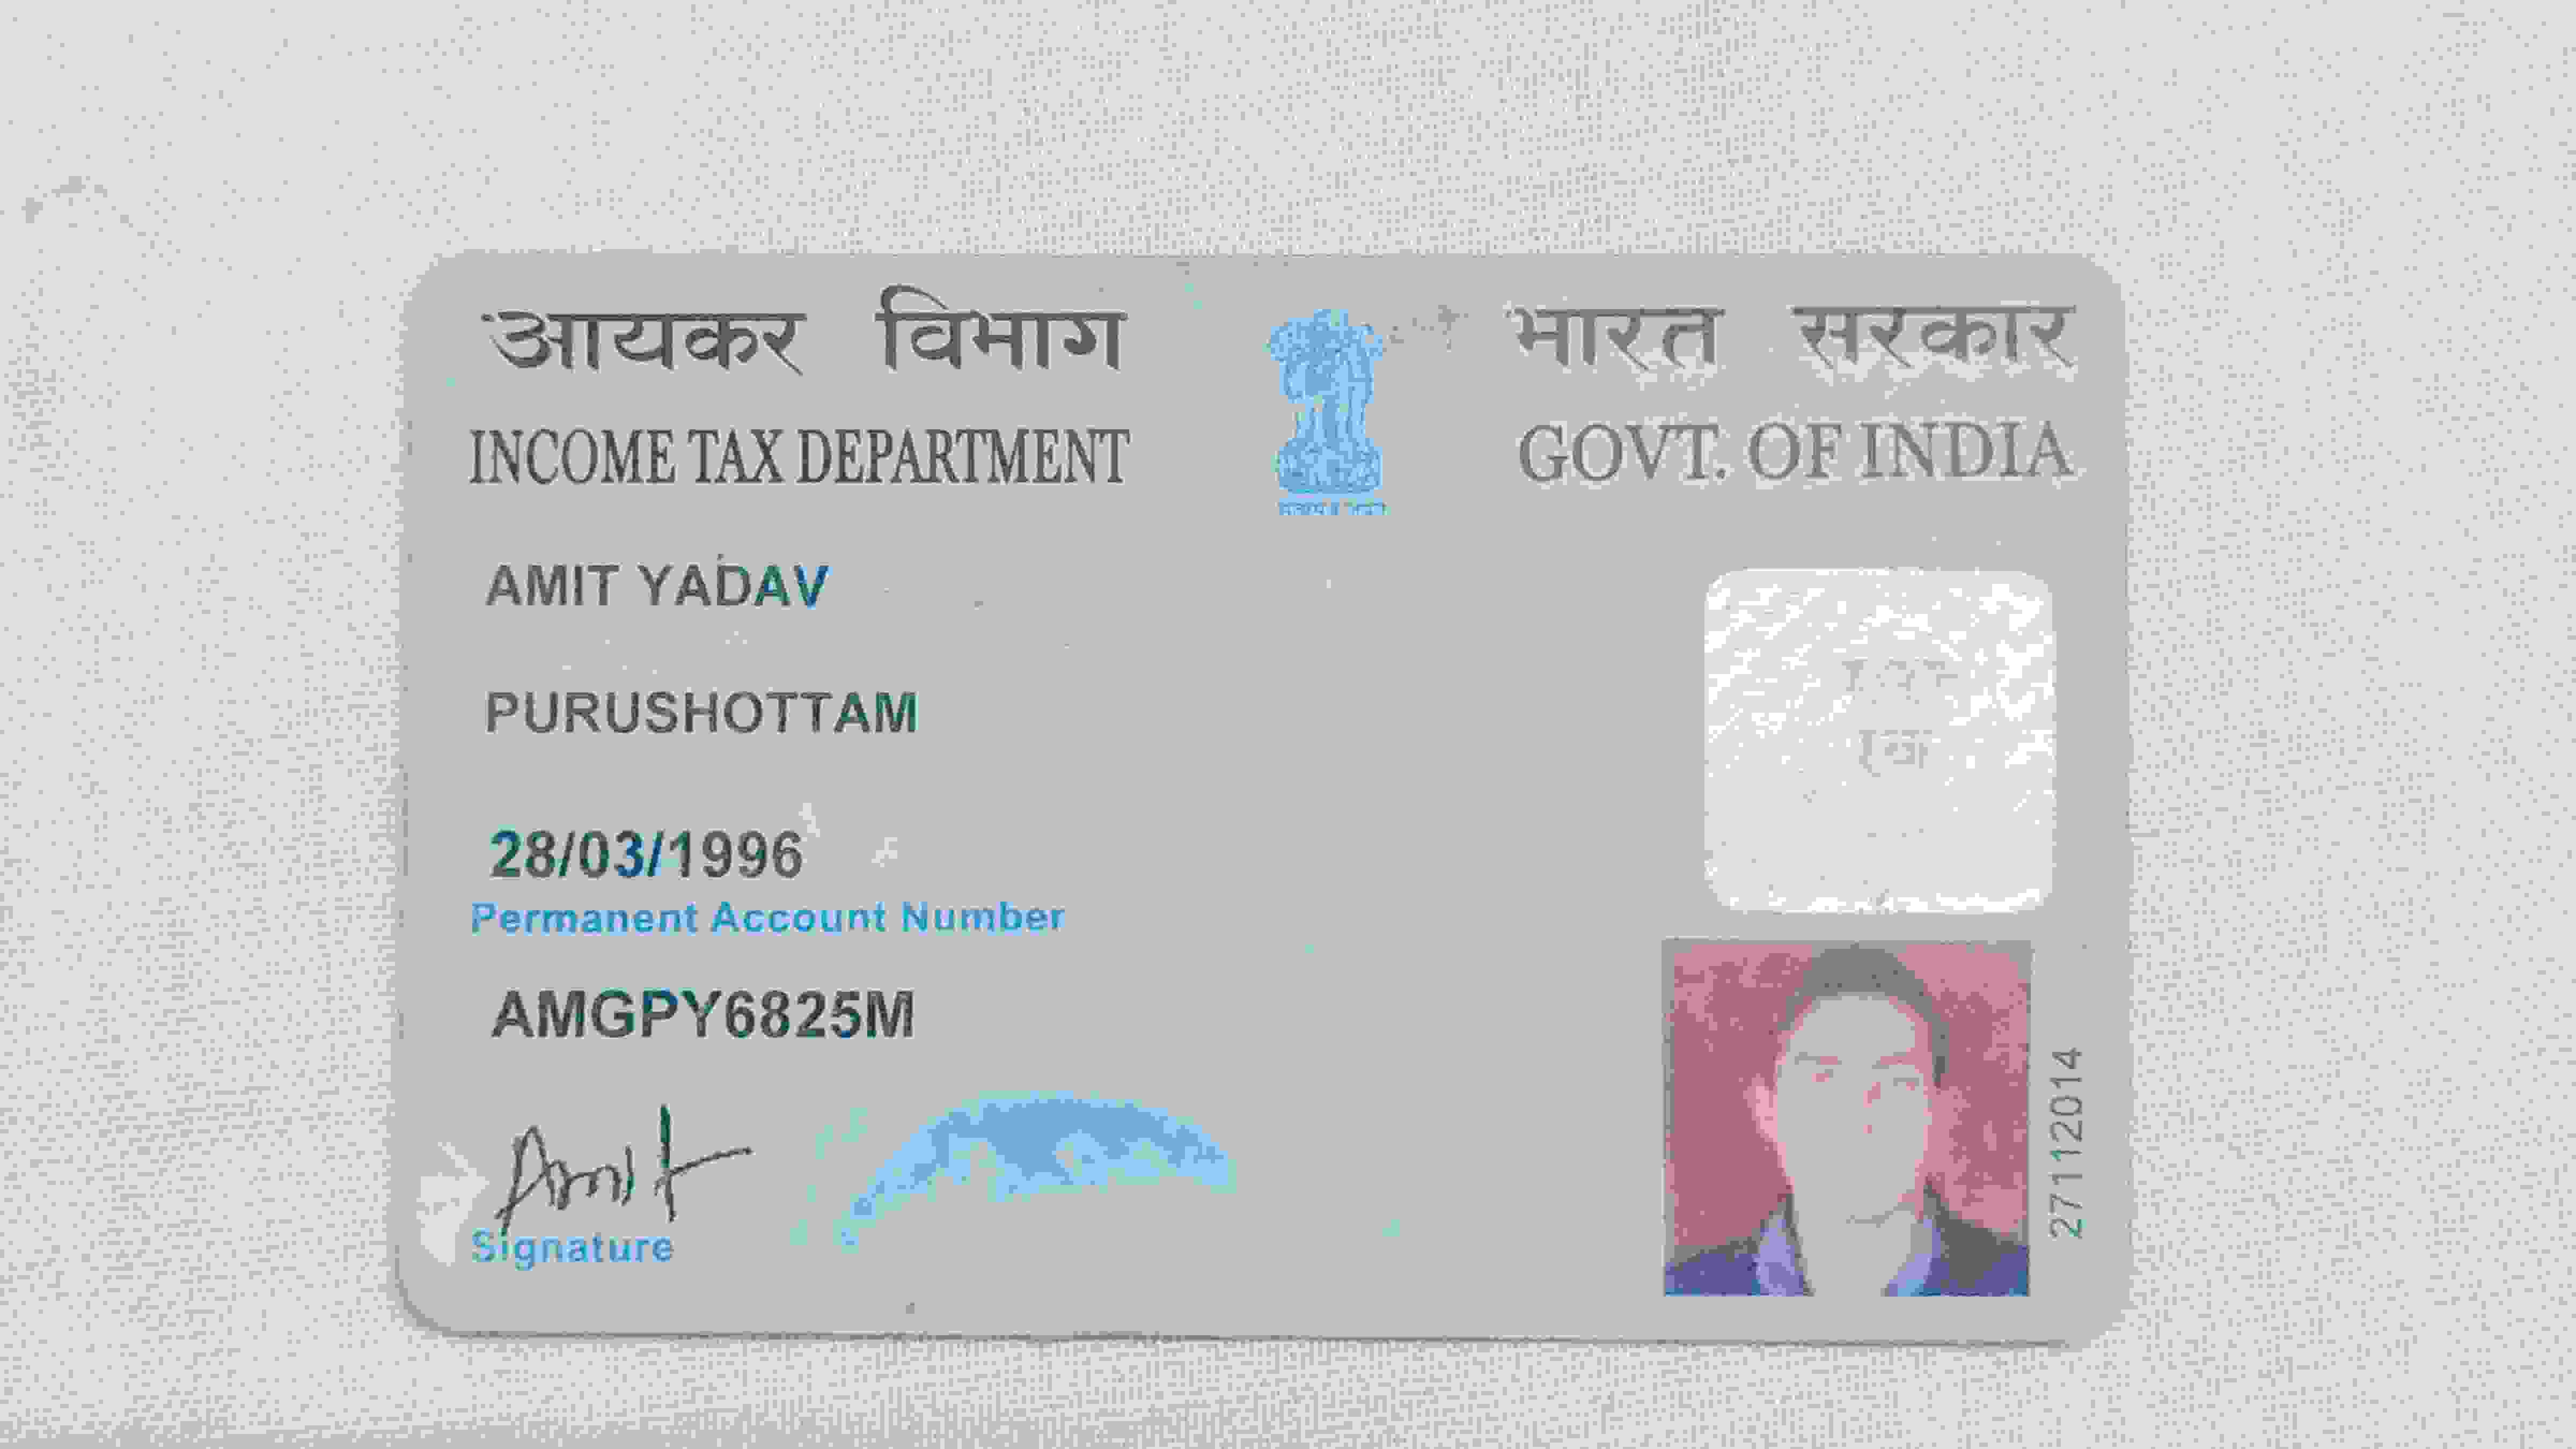 आयकर विभाग
भारत सरकार
INCOME TAX DEPARTMENT
GOVT. OF INDIA
AMIT YADAV
PURUSHOTTAM
28/03/1996
Permanent Account Number
AMGPY6825M
Amit
Signature
27112014